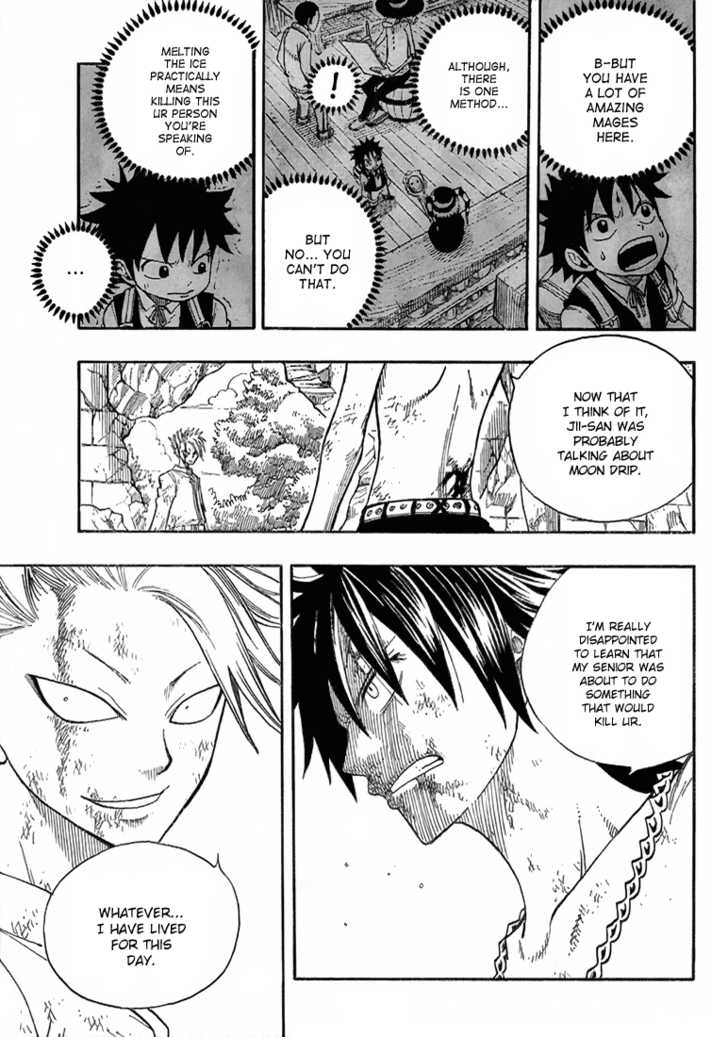 B-BUT
YOU HAVE
A LOT OF
AMAZING
MAGES
HERE.
ALTHOUGH,
THERE
IS ONE
METHOD...
!
BUT
NO... YOU
CAN'T DO
THAT.
MELTING
THE ICE
PRACTICALLY
MEANS
KILLING THIS
UR PERSON
YOU'RE
SPEAKING
OF.
...
NOW THAT
I THINK OF IT,
JII-SAN WAS
PROBABLY
TALKING ABOUT
MOON DRIP.
I'M REALLY
DISAPPOINTED
TO LEARN THAT
MY SENIOR WAS
ABOUT TO DO
SOMETHING
THAT WOULD
KILL UR.
WHATEVER...
I HAVE LIVED
FOR THIS
DAY.